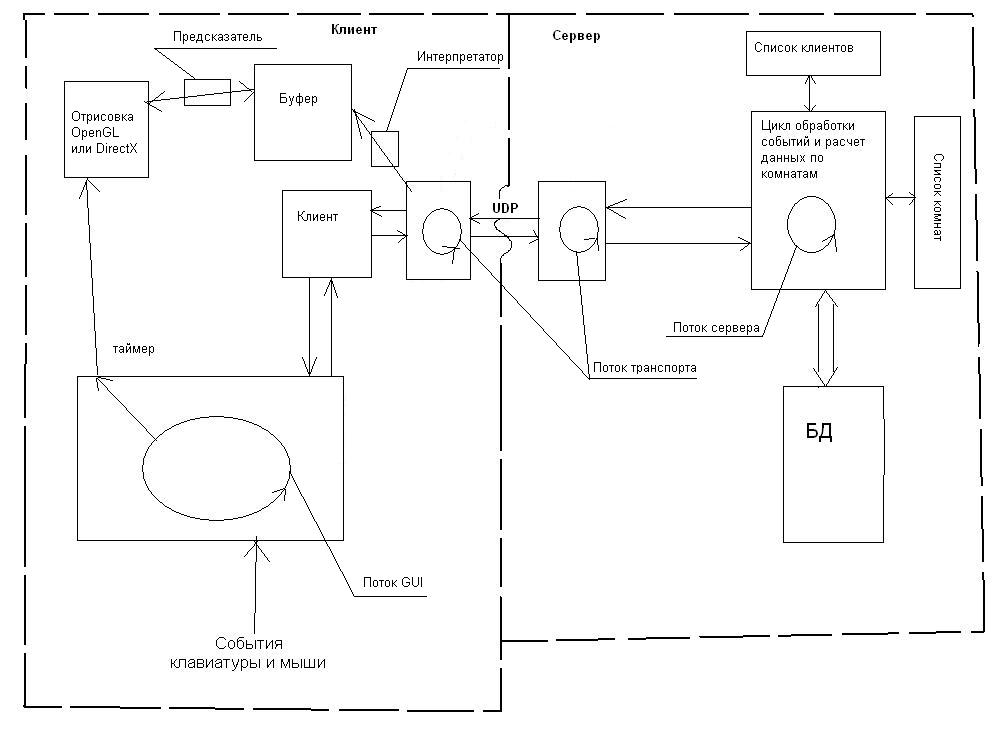 Клиент
Сервер
Предсказатель
Интерпретатор
Список клиентов
Отрисовка
OpenGL
или DirectX
Буфер
Цикл обработки
событий и расчет
данных по
комнатам
Список комнат
Клиент
UDP
Поток сервера
таймер
Поток транспорта
БД
Поток GUI
События
клавиатуры и мыши